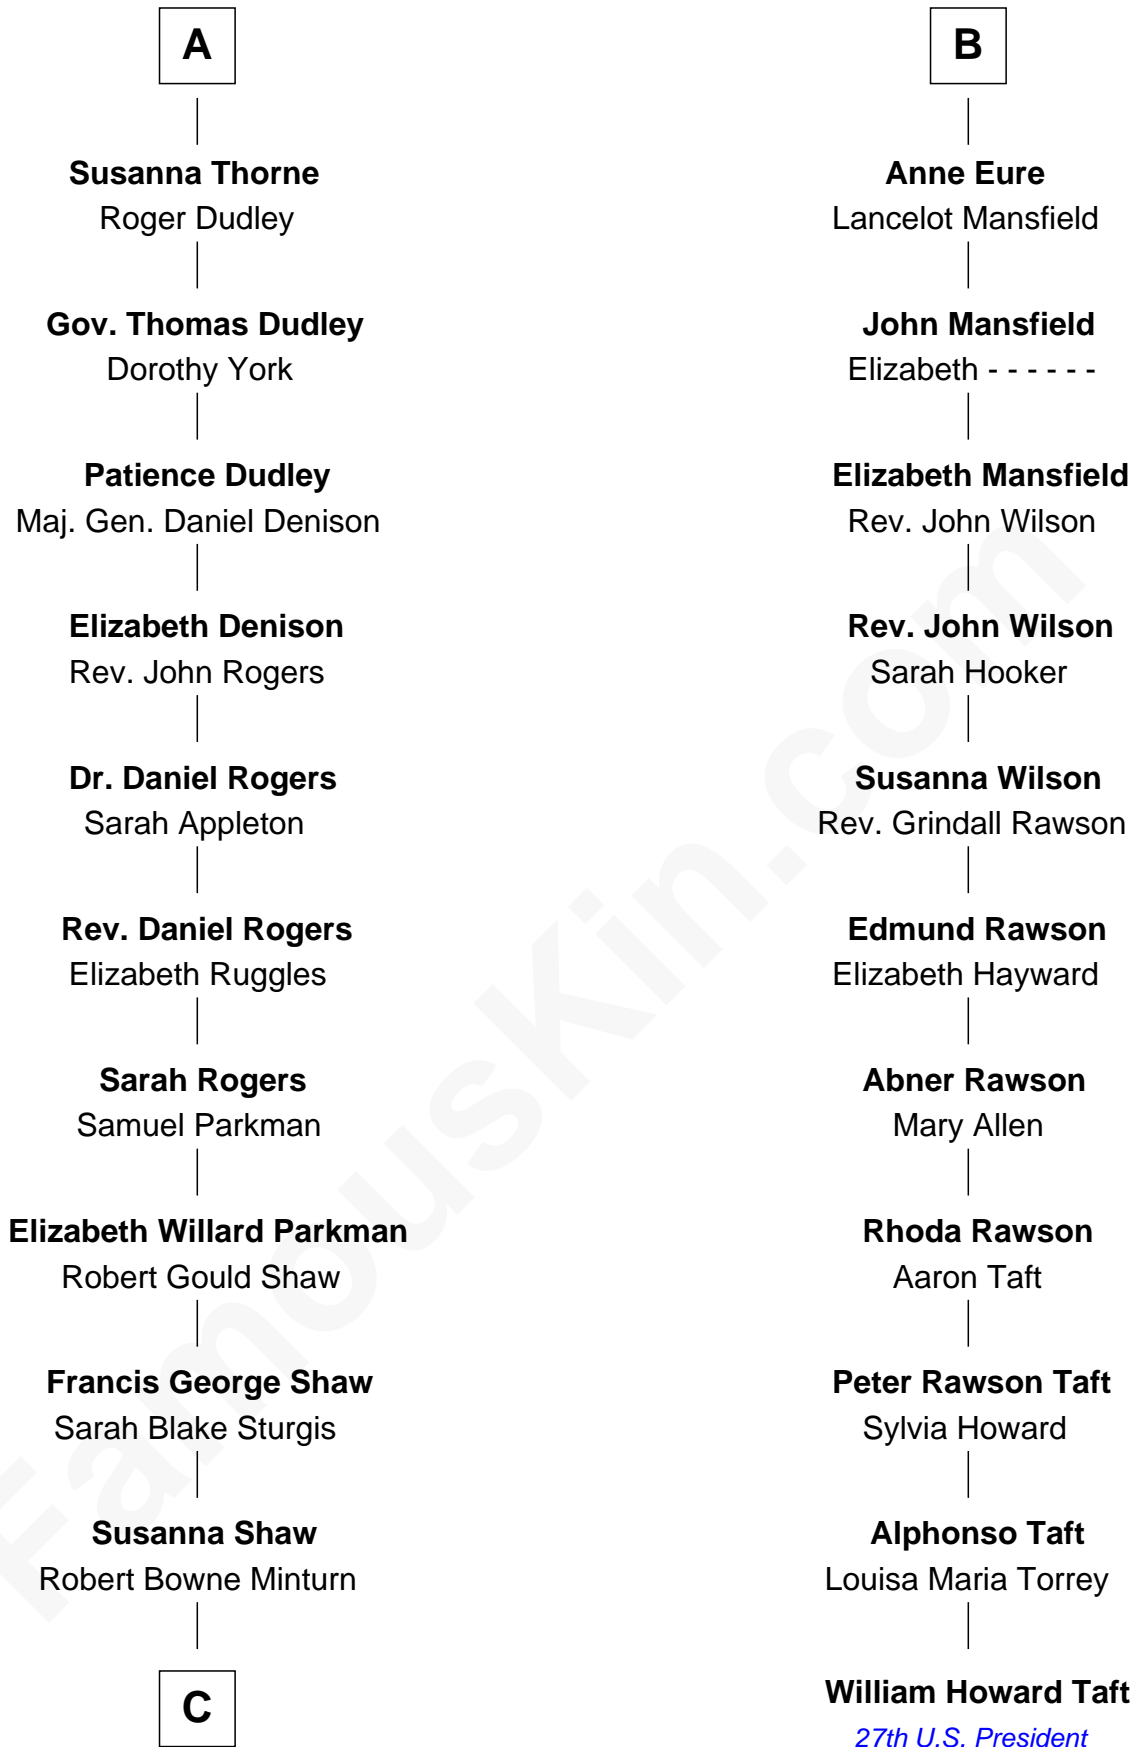 A
Susanna Thorne
Roger Dudley
Gov. Thomas Dudley
Dorothy York
Patience Dudley
Maj. Gen. Daniel Denison
Elizabeth Denison
Rev. John Rogers
Dr. Daniel Rogers
Sarah Appleton
Rev. Daniel Rogers
Elizabeth Ruggles
Sarah Rogers
Samuel Parkman
Elizabeth Willard Parkman
Robert Gould Shaw
Francis George Shaw
Sarah Blake Sturgis
Susanna Shaw
Robert Bowne Minturn
C
B
Anne Eure
Lancelot Mansfield
John Mansfield
Elizabeth - - - - - -
Elizabeth Mansfield
Rev. John Wilson
Rev. John Wilson
Sarah Hooker
Susanna Wilson
Rev. Grindall Rawson
Edmund Rawson
Elizabeth Hayward
Abner Rawson
Mary Allen
Rhoda Rawson
Aaron Taft
Peter Rawson Taft
Sylvia Howard
Alphonso Taft
Louisa Maria Torrey
William Howard Taft
27th U.S. President
FamousKin.com